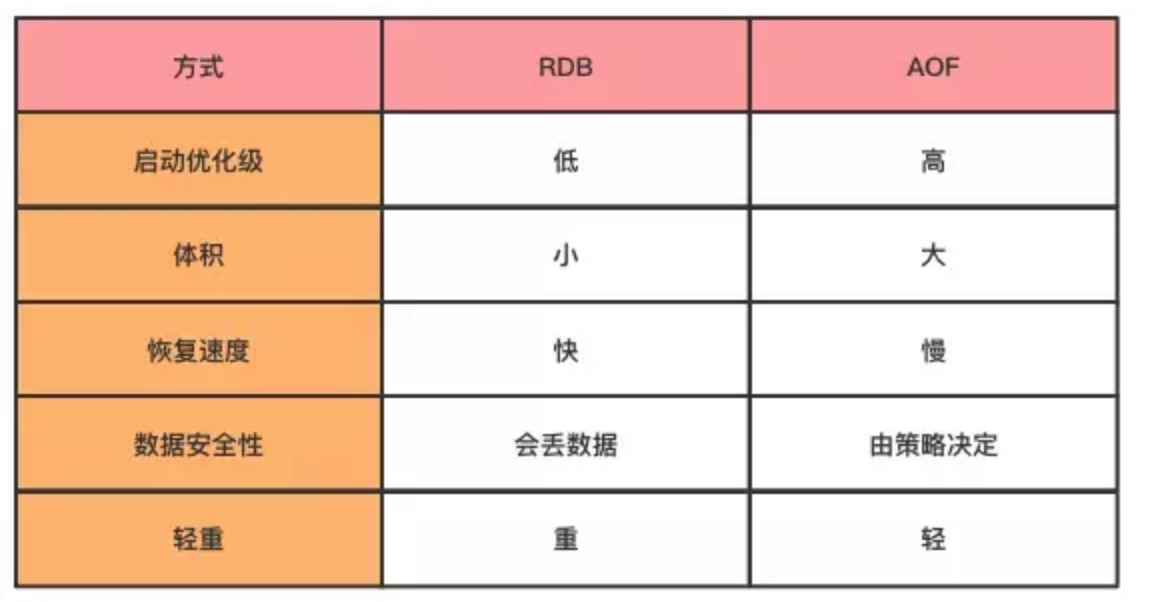 方式 RDB AOF
启动优化级 低 高
体积 小 大
恢复速度 快 慢
数据安全性 会丢数据 由策略决定
轻重 重 轻